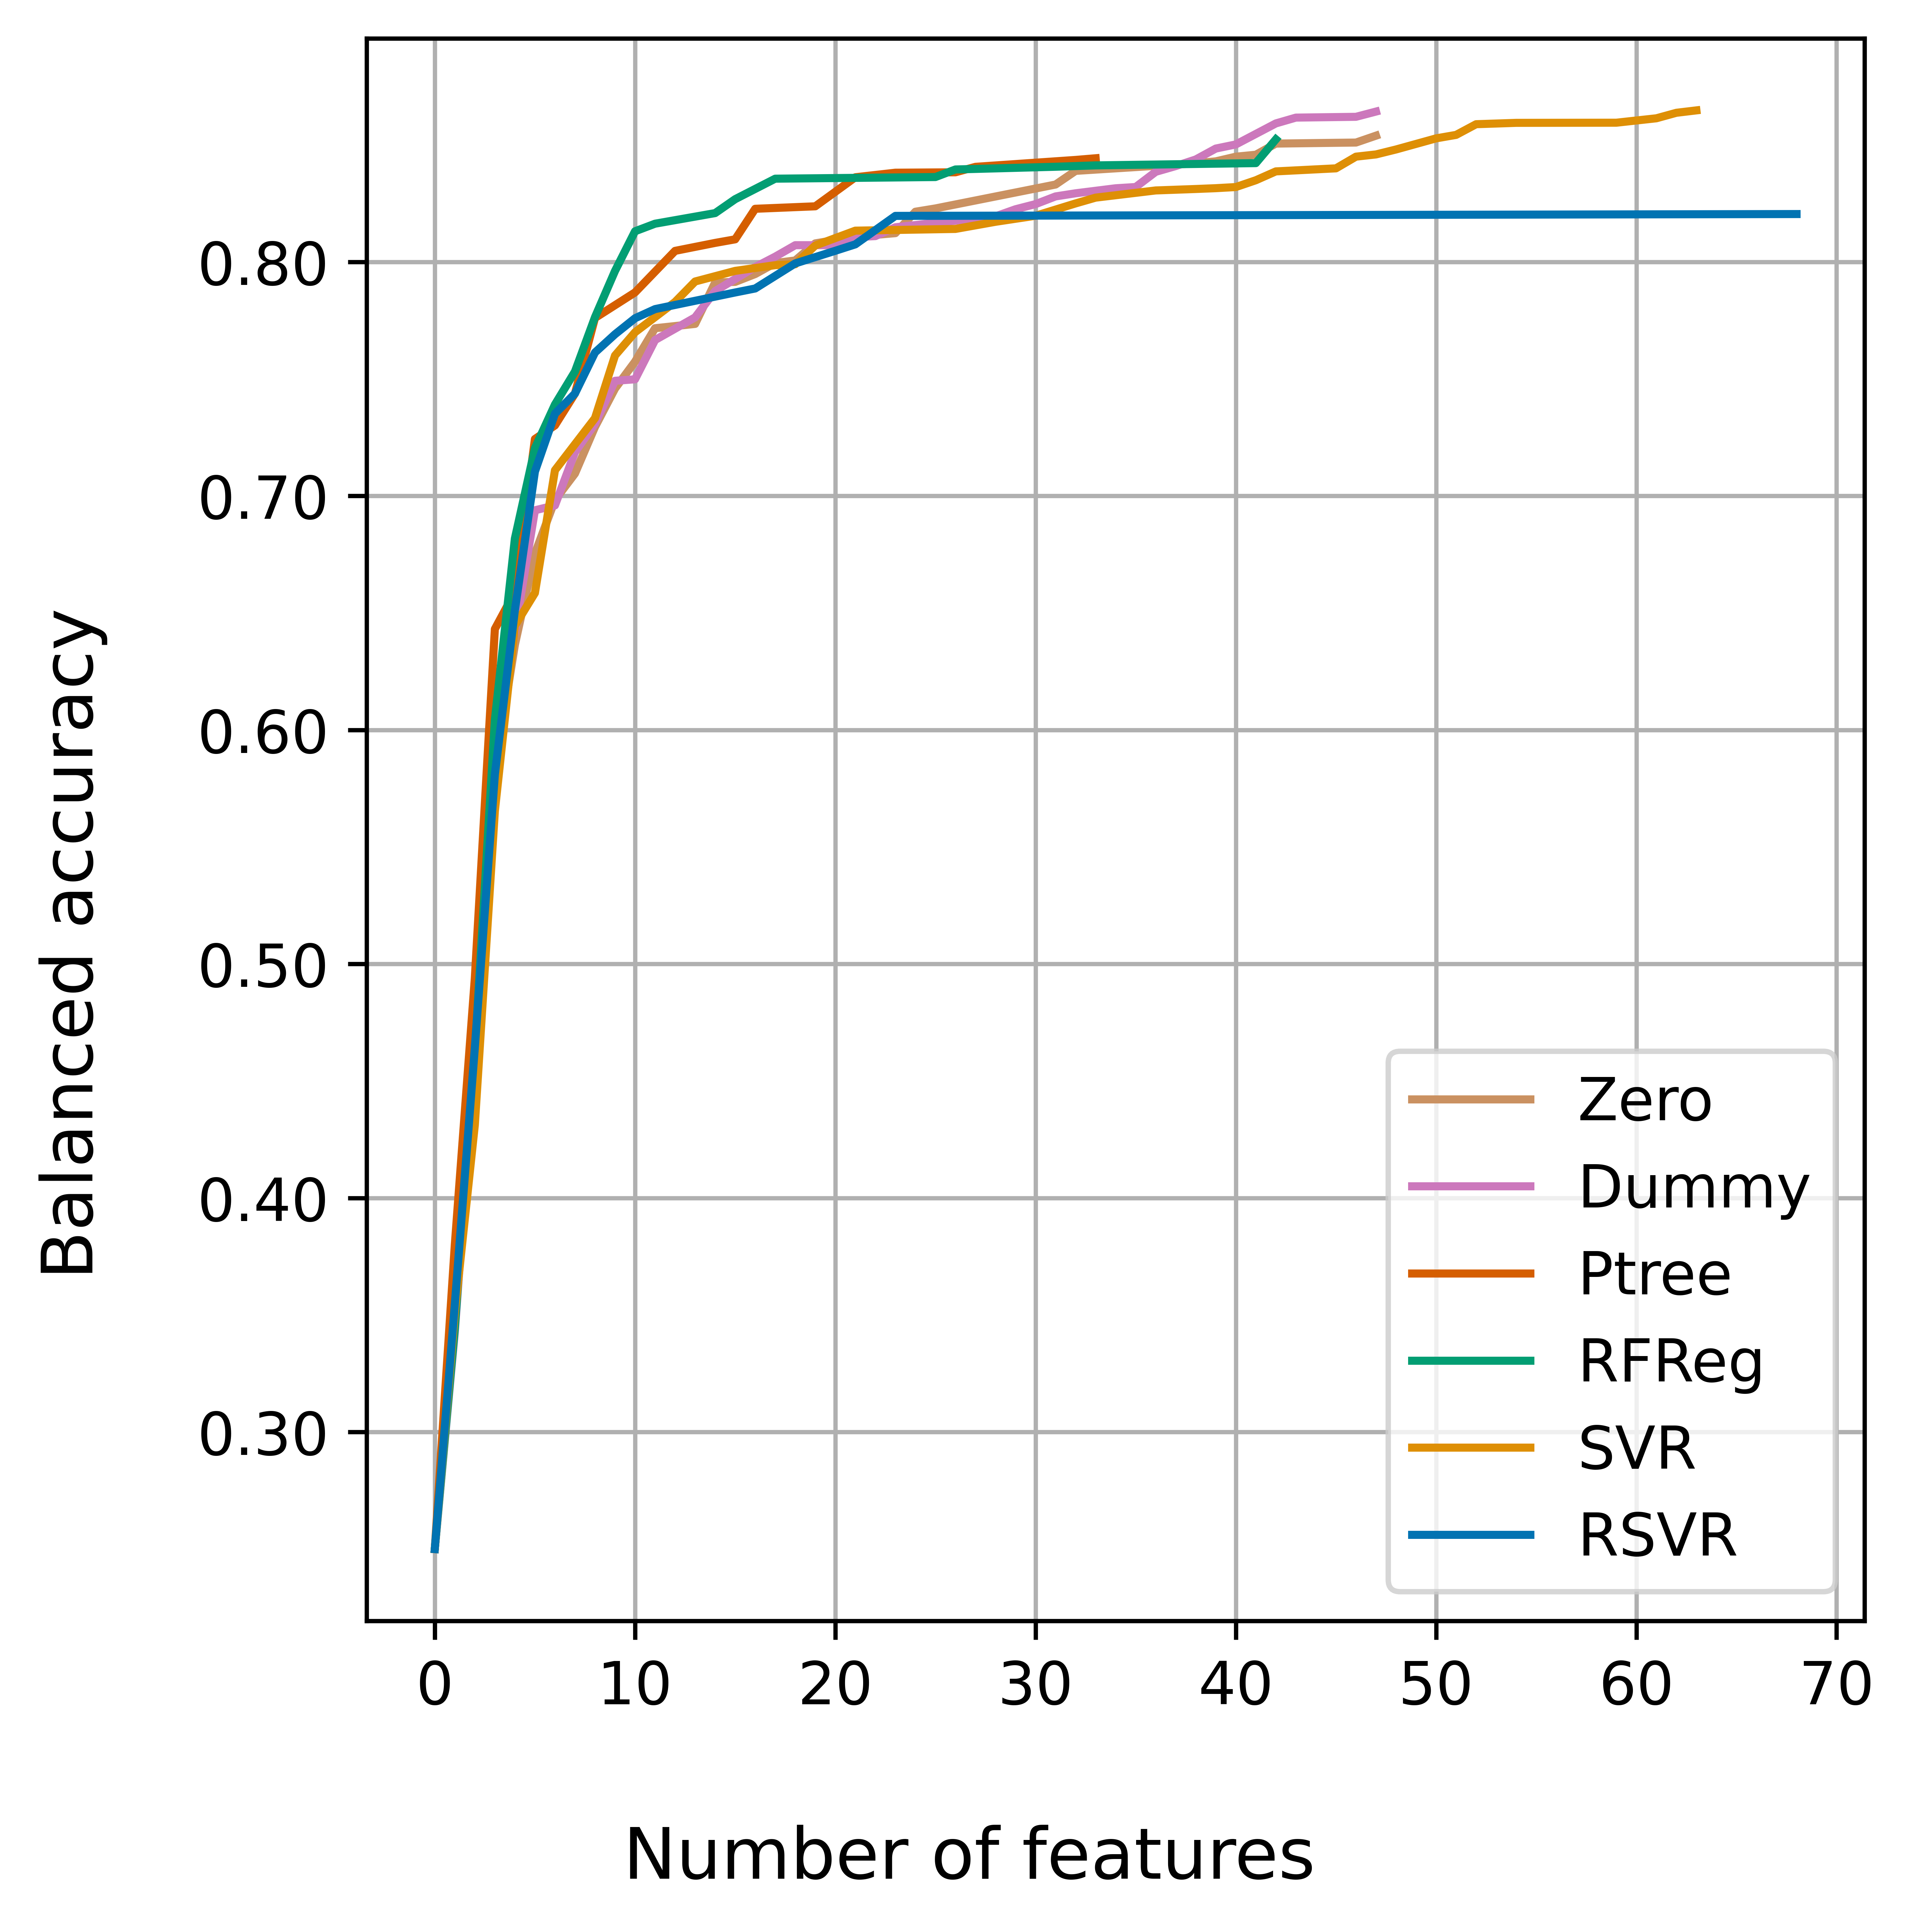 Balanced accuracy
0.80
0.70
0.60
0.50
0.40
0.30
Zero
Dummy
Ptree
RFReg
SVR
RSVR
0 10 20 30 40 50 60 70
Number of features